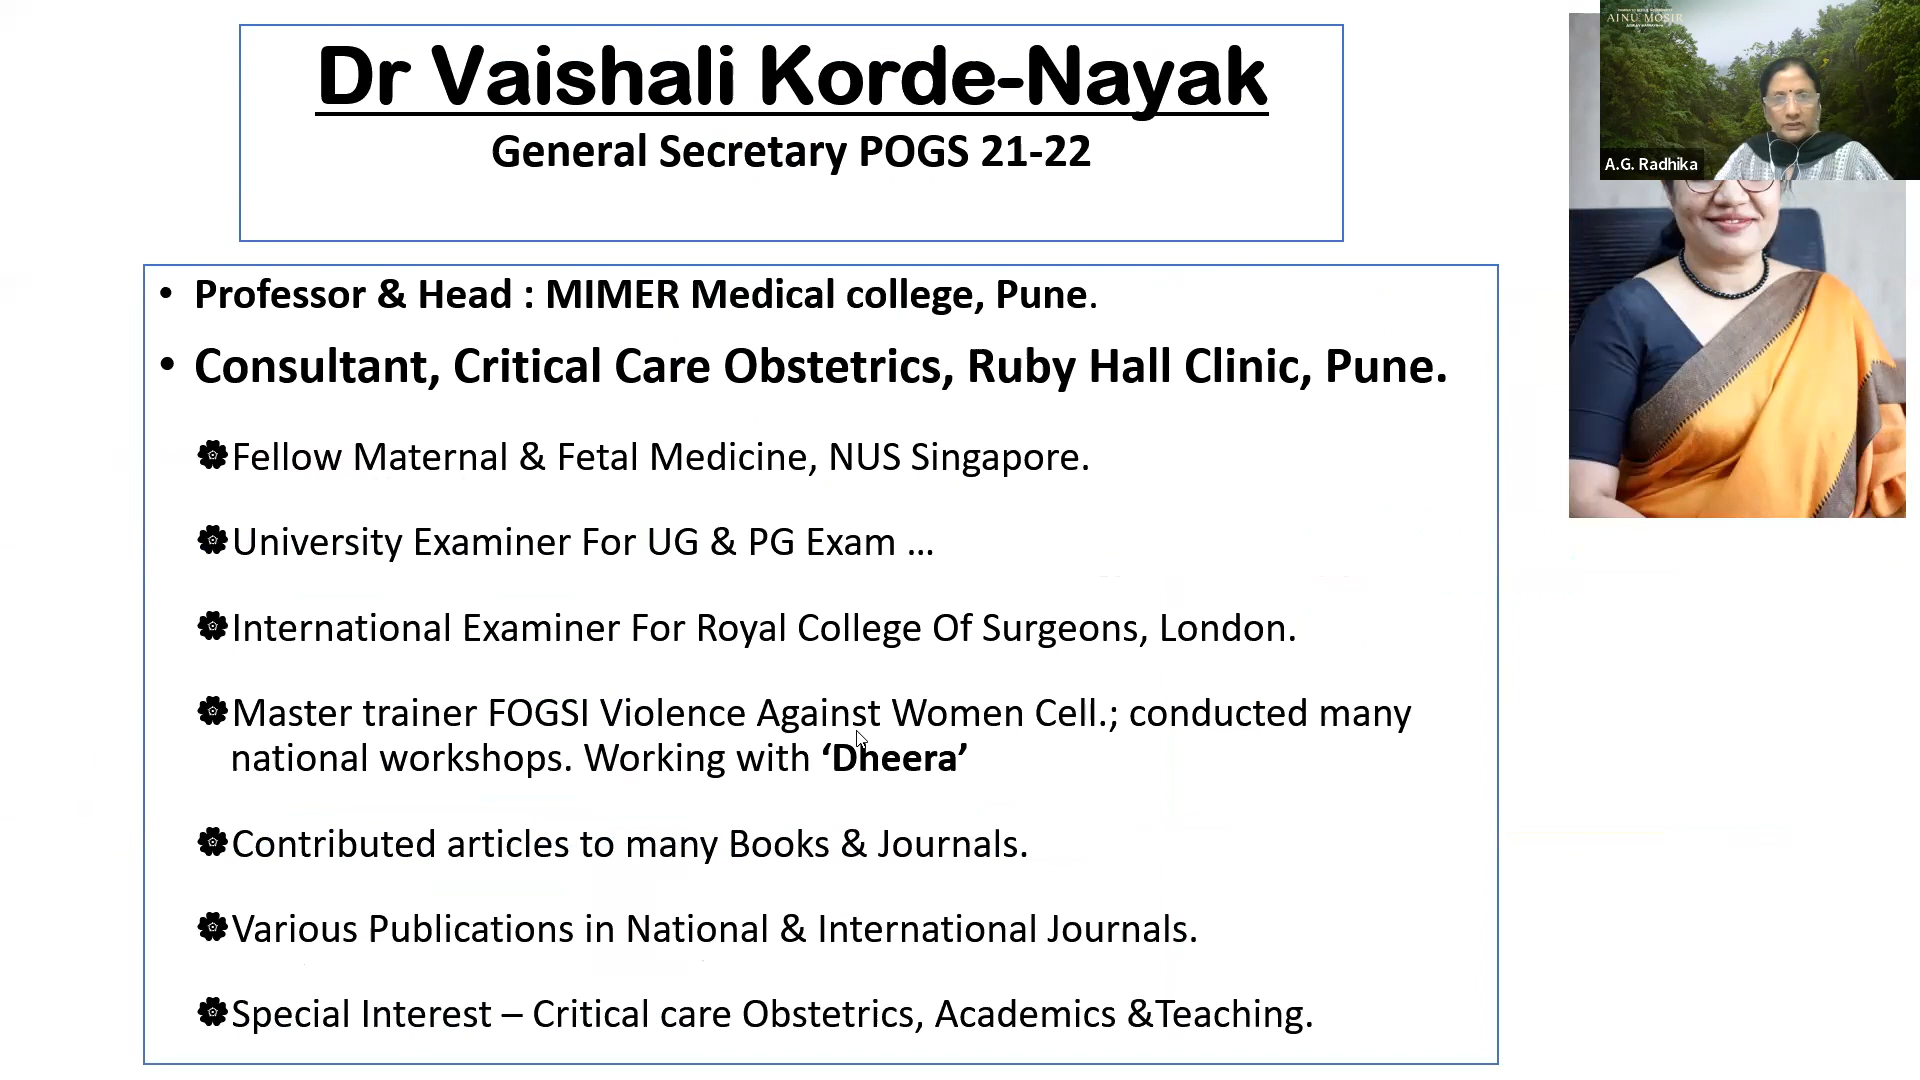 Dr Vaishali Korde-Nayak
General Secretary POGS 21-22
• Professor & Head : MIMER Medical college, Pune.
• Consultant, Critical Care Obstetrics, Ruby Hall Clinic, Pune.
Fellow Maternal & Fetal Medicine, NUS Singapore.
University Examiner For UG & PG Exam ...
International Examiner For Royal College Of Surgeons, London.
Master trainer FOGSI Violence Against Women Cell.; conducted many
national workshops. Working with ‘Dheera’
Contributed articles to many Books & Journals.
Various Publications in National & International Journals.
Special Interest – Critical care Obstetrics, Academics &Teaching.
AINU MOSIR
A.G. Radhika